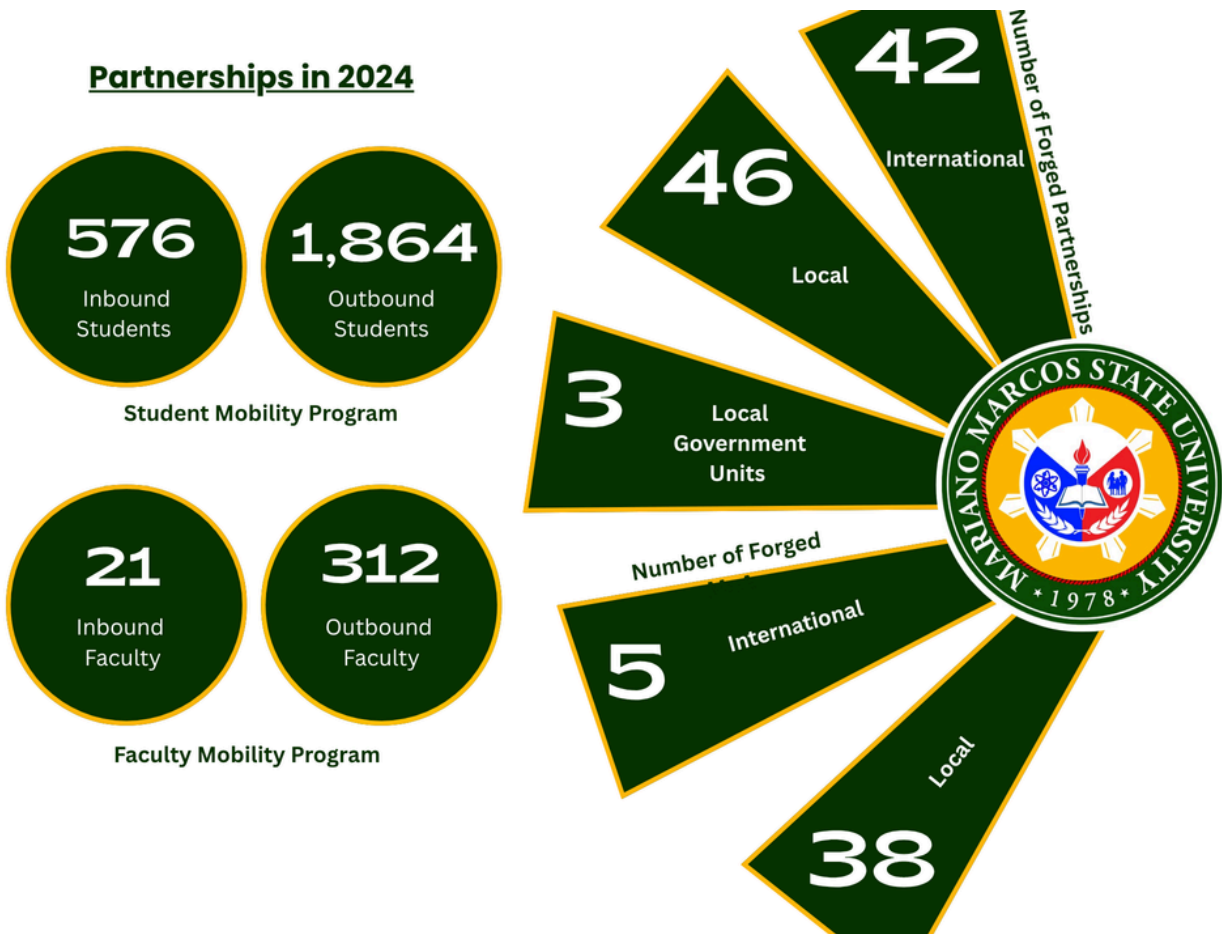 Partnerships in 2024
576
Inbound
Students
1,864
Outbound
Students
Student Mobility Program
21
Inbound
Faculty
312
Outbound
Faculty
Faculty Mobility Program
Number of Forged Partnerships
42
International
46
Local
3
Local
Government
Units
Number of Forged
5
International
38
Local
MARIANO MARCOS STATE UNIVERSITY
1978